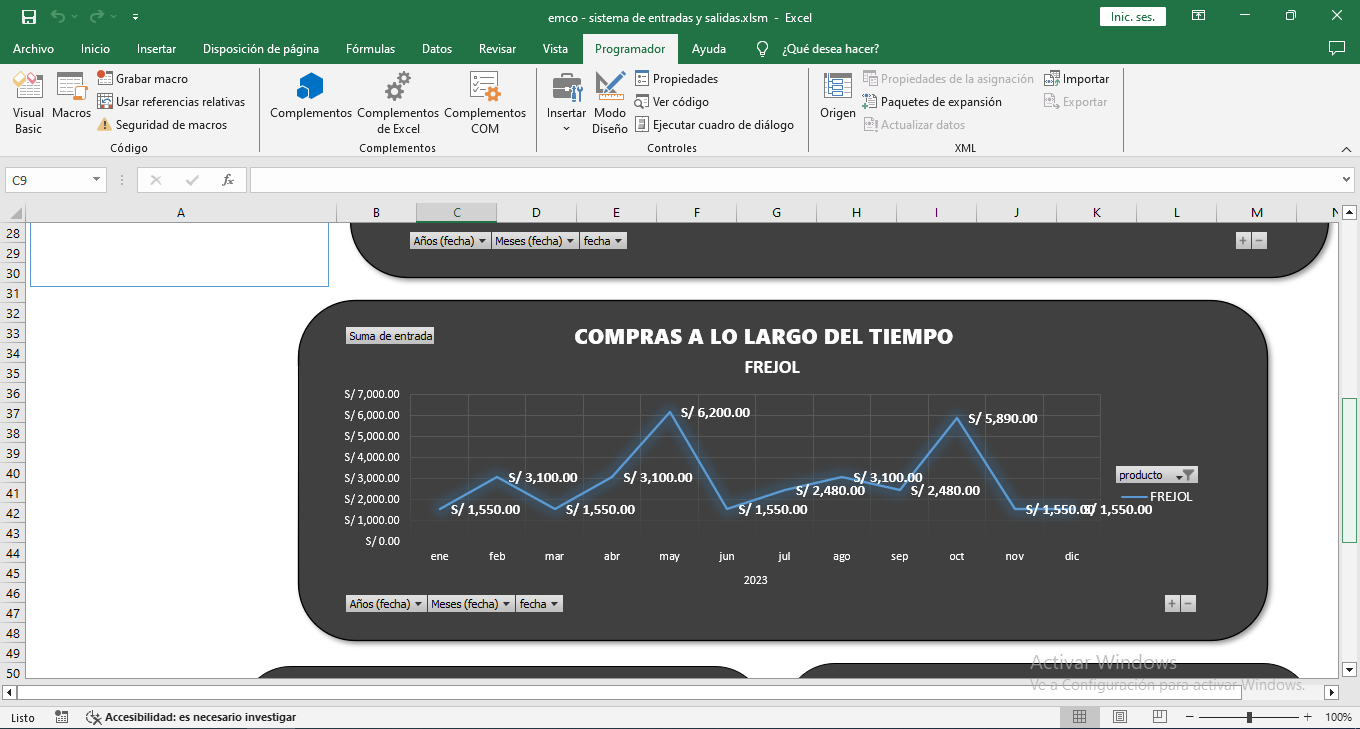 emco - sistema de entradas y salidas.xlsm - Excel
Inic. ses.
Archivo Inicio Insertar Disposición de página Fórmulas Datos Revisar Vista Programador Ayuda ¿Qué desea hacer?
Visual Basic
Macros
Grabar macro
Usar referencias relativas
Seguridad de macros
Código
Complementos
Complementos de Excel
Complementos COM
Complementos
Insertar
Modo Diseño
Propiedades
Ver código
Ejecutar cuadro de diálogo
Controles
Origen
Propiedades de la asignación
Paquetes de expansión
Actualizar datos
Importar
Exportar
XML
C9
fx
A B C D E F G H I J K L M N
28
29
30
31
32
33
34
35
36
37
38
39
40
41
42
43
44
45
46
47
48
49
50
Años (fecha) Meses (fecha) fecha
+ −
Suma de entrada
COMPRAS A LO LARGO DEL TIEMPO
FREJOL
S/ 7,000.00
S/ 6,000.00
S/ 5,000.00
S/ 4,000.00
S/ 3,000.00
S/ 2,000.00
S/ 1,000.00
S/ 0.00
S/ 1,550.00
S/ 3,100.00
S/ 1,550.00
S/ 3,100.00
S/ 6,200.00
S/ 1,550.00
S/ 2,480.00
S/ 3,100.00
S/ 2,480.00
S/ 5,890.00
S/ 1,550.00
S/ 1,550.00
ene feb mar abr may jun jul ago sep oct nov dic
2023
producto
FREJOL
Años (fecha) Meses (fecha) fecha
+ −
Activar Windows
Ve a Configuración para activar Windows.
Listo
Accesibilidad: es necesario investigar
− + 100%